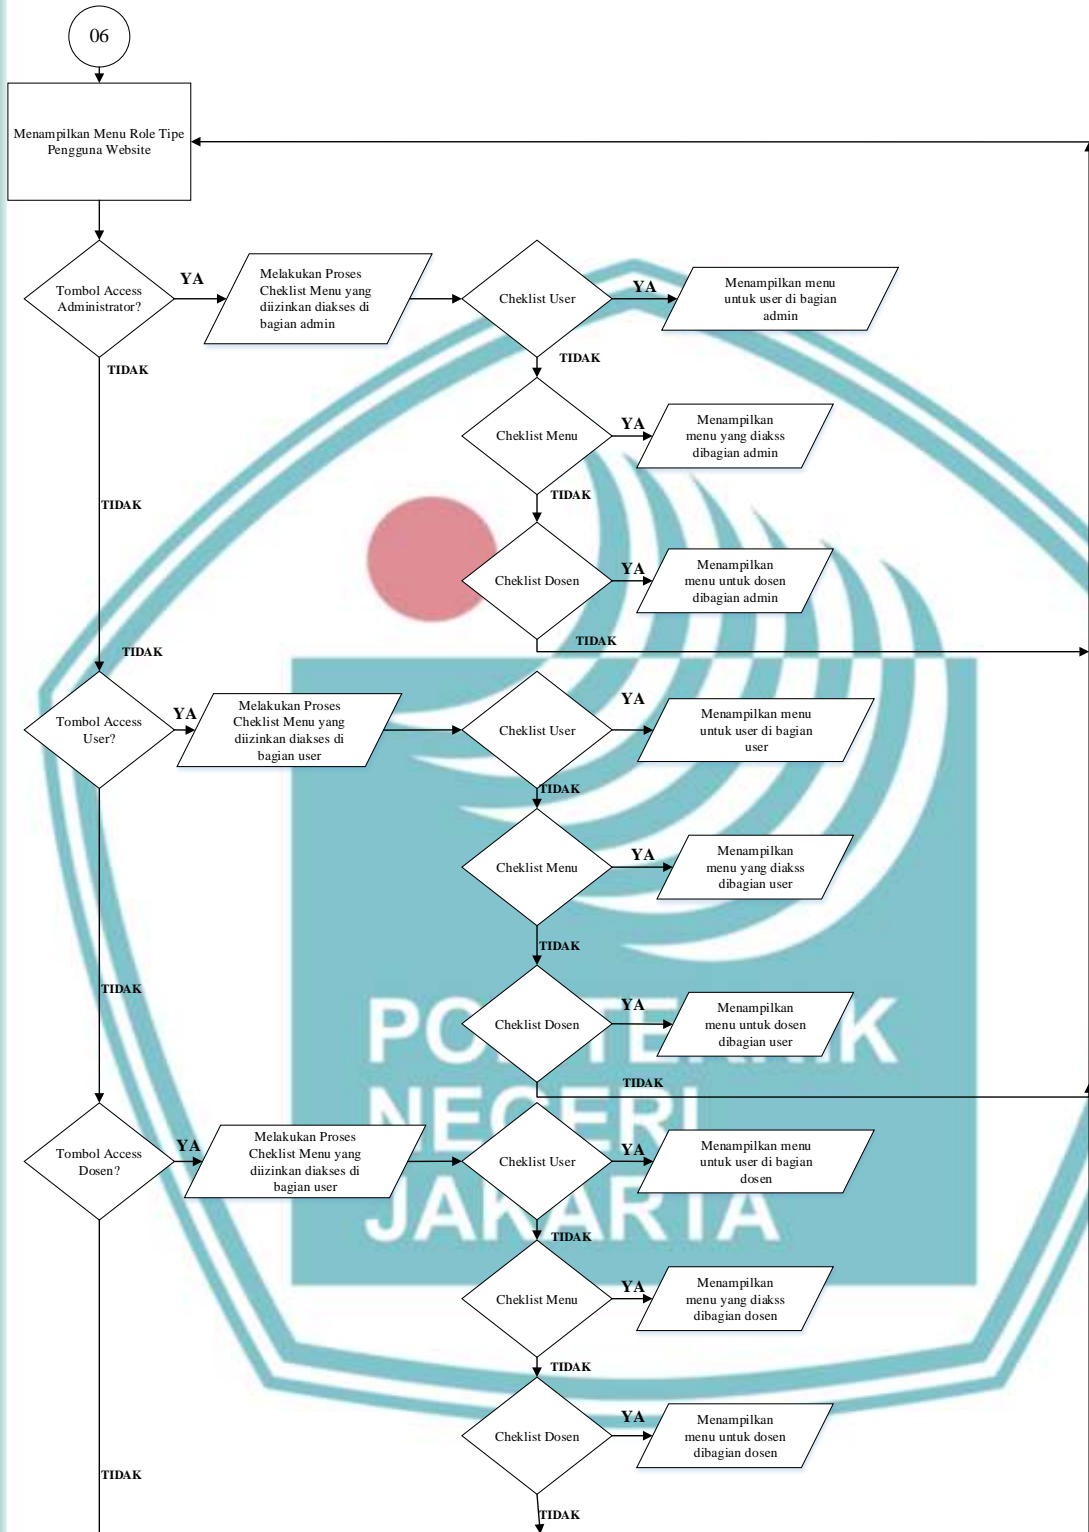 06
Menampilkan Menu Role Tipe
Pengguna Website
Tombol Access
Administrator?
YA
Melakukan Proses
Cheklist Menu yang
diizinkan diakses di
bagian admin
Cheklist User
YA
Menampilkan menu
untuk user di bagian
admin
TIDAK
TIDAK
Cheklist Menu
YA
Menampilkan
menu yang diakss
dibagian admin
TIDAK
TIDAK
Cheklist Dosen
YA
Menampilkan
menu untuk dosen
dibagian admin
TIDAK
TIDAK
Tombol Access
User?
YA
Melakukan Proses
Cheklist Menu yang
diizinkan diakses di
bagian user
Cheklist User
YA
Menampilkan menu
untuk user di bagian
user
TIDAK
Cheklist Menu
YA
Menampilkan
menu yang diakss
dibagian user
TIDAK
TIDAK
Cheklist Dosen
YA
Menampilkan
menu untuk dosen
dibagian user
TIDAK
POLITEKNIK
NEGERI
JAKARTA
Tombol Access
Dosen?
YA
Melakukan Proses
Cheklist Menu yang
diizinkan diakses di
bagian user
Cheklist User
YA
Menampilkan menu
untuk user di bagian
dosen
TIDAK
Cheklist Menu
YA
Menampilkan
menu yang diakss
dibagian dosen
TIDAK
Cheklist Dosen
YA
Menampilkan
menu untuk dosen
dibagian dosen
TIDAK
TIDAK